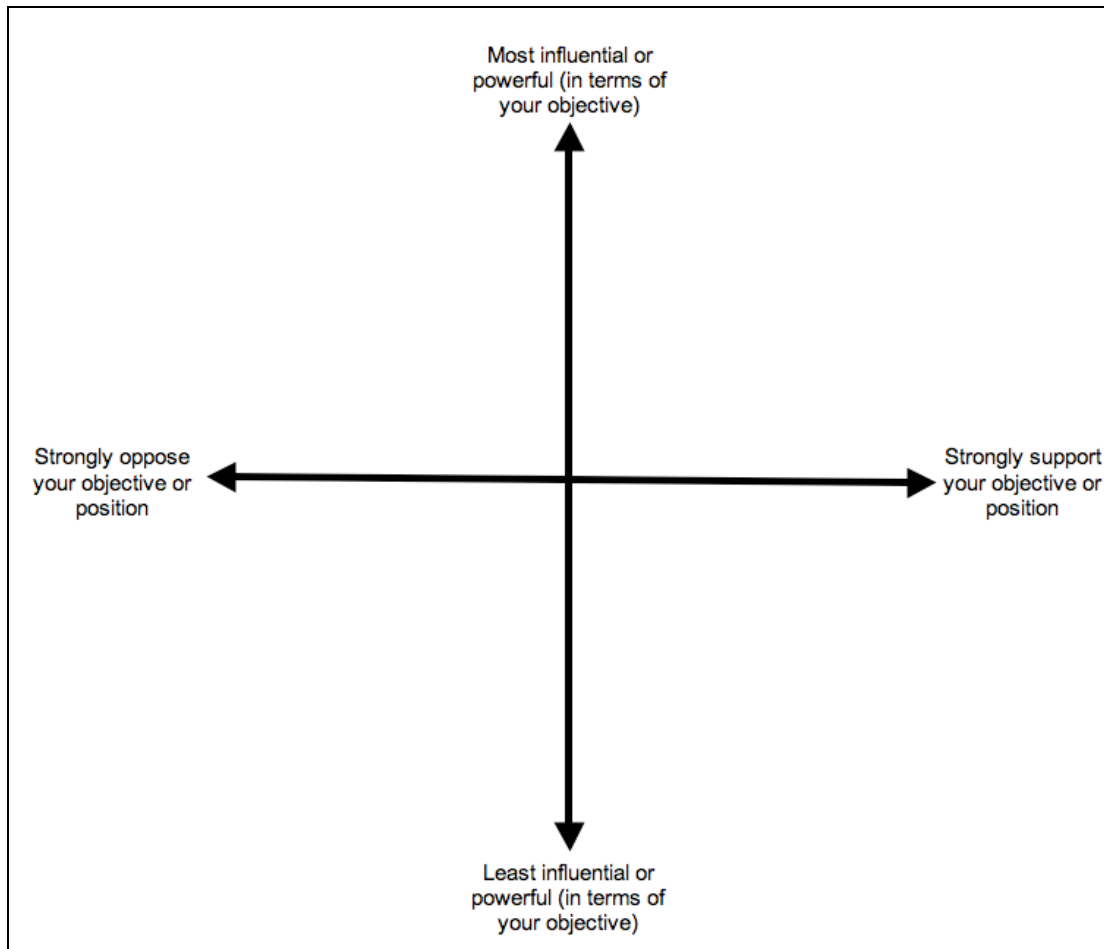 Most influential or
powerful (in terms of
your objective)
Strongly oppose
your objective or
position
Strongly support
your objective or
position
Least influential or
powerful (in terms of
your objective)